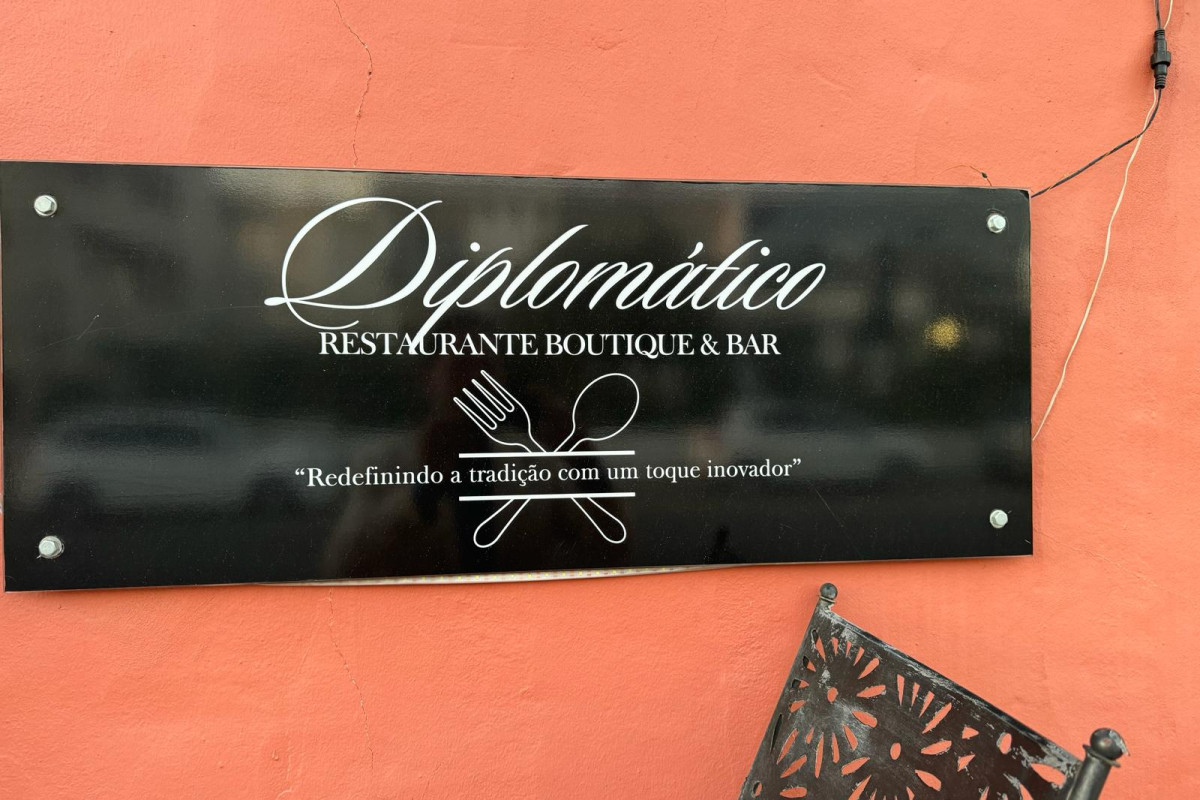 Diplomático
RESTAURANTE BOUTIQUE & BAR
“Redefinindo a tradição com um toque inovador”